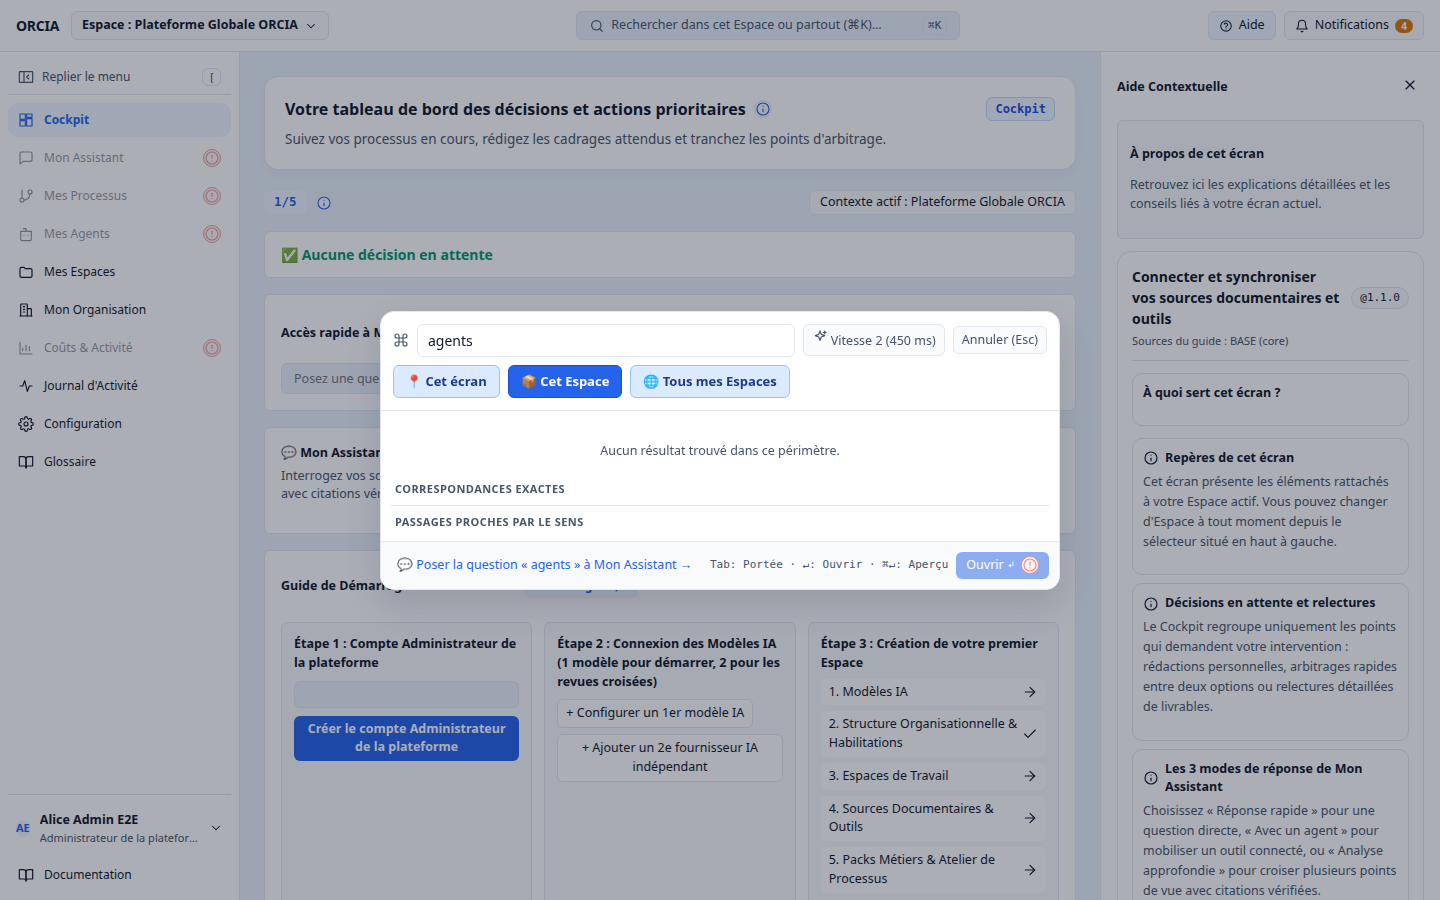 ORCIA
Espace : Plateforme Globale ORCIA
Rechercher dans cet Espace ou partout (⌘K)...
⌘K
Aide
Notifications
4
Replier le menu
[
Cockpit
Mon Assistant
Mes Processus
Mes Agents
Mes Espaces
Mon Organisation
Coûts & Activité
Journal d'Activité
Configuration
Glossaire
AE
Alice Admin E2E
Administrateur de la platefor...
Documentation
Votre tableau de bord des décisions et actions prioritaires
Cockpit
Suivez vos processus en cours, rédigez les cadrages attendus et tranchez les points d'arbitrage.
1/5
Contexte actif : Plateforme Globale ORCIA
✅ Aucune décision en attente
Accès rapide à M
Posez une que
💬 Mon Assistan
Interrogez vos so
avec citations vér
⌘
agents
Vitesse 2 (450 ms)
Annuler (Esc)
📍 Cet écran
📦 Cet Espace
🌐 Tous mes Espaces
Aucun résultat trouvé dans ce périmètre.
CORRESPONDANCES EXACTES
PASSAGES PROCHES PAR LE SENS
💬 Poser la question « agents » à Mon Assistant →
Tab: Portée · ↵: Ouvrir · ⌘↵: Aperçu
Ouvrir ↵
Guide de Démarrag
Étape 1 : Compte Administrateur de
la plateforme
Créer le compte Administrateur
de la plateforme
Étape 2 : Connexion des Modèles IA
(1 modèle pour démarrer, 2 pour les
revues croisées)
+ Configurer un 1er modèle IA
+ Ajouter un 2e fournisseur IA
indépendant
Étape 3 : Création de votre premier
Espace
1. Modèles IA
2. Structure Organisationnelle &
Habilitations
3. Espaces de Travail
4. Sources Documentaires &
Outils
5. Packs Métiers & Atelier de
Processus
Aide Contextuelle
À propos de cet écran
Retrouvez ici les explications détaillées et les
conseils liés à votre écran actuel.
Connecter et synchroniser
vos sources documentaires et
outils
@1.1.0
Sources du guide : BASE (core)
À quoi sert cet écran ?
Repères de cet écran
Cet écran présente les éléments rattachés
à votre Espace actif. Vous pouvez changer
d'Espace à tout moment depuis le
sélecteur situé en haut à gauche.
Décisions en attente et relectures
Le Cockpit regroupe uniquement les points
qui demandent votre intervention :
rédactions personnelles, arbitrages rapides
entre deux options ou relectures détaillées
de livrables.
Les 3 modes de réponse de Mon
Assistant
Choisissez « Réponse rapide » pour une
question directe, « Avec un agent » pour
mobiliser un outil connecté, ou « Analyse
approfondie » pour croiser plusieurs points
de vue avec citations vérifiées.